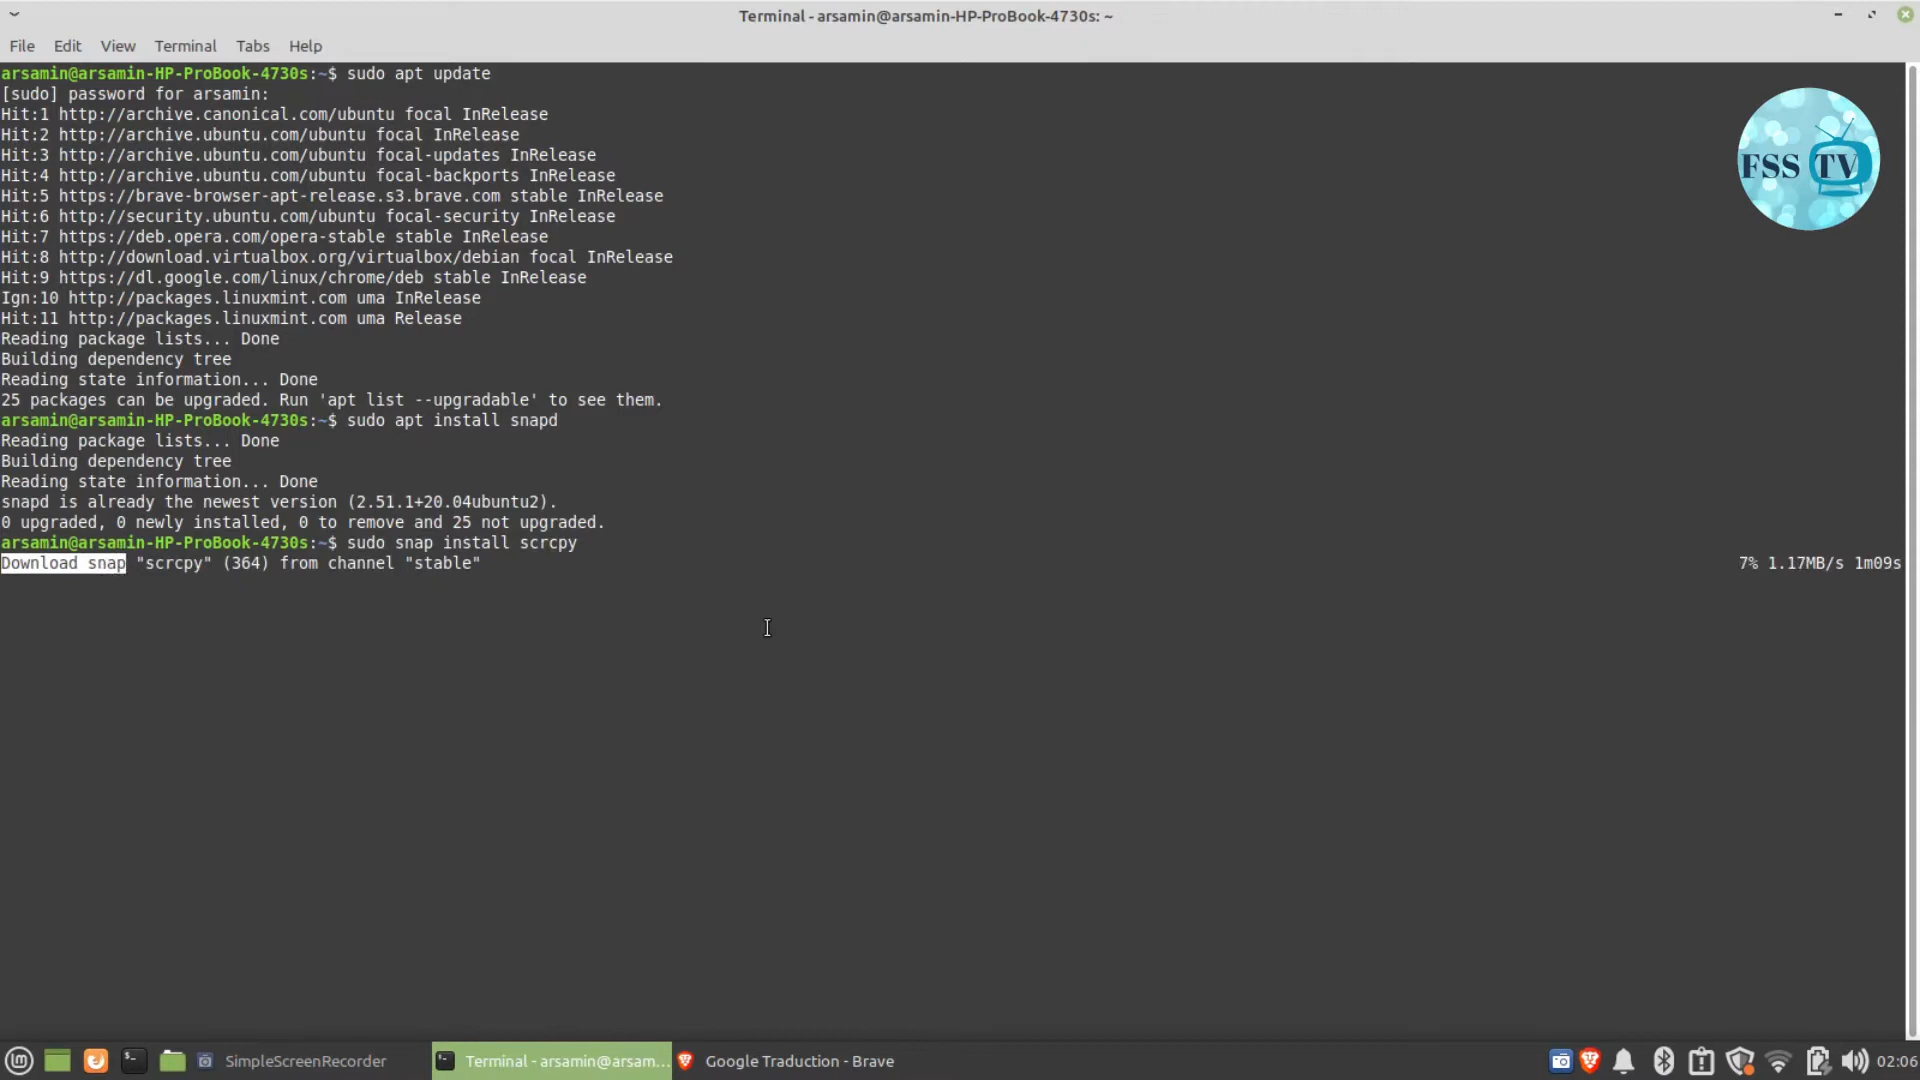 Terminal - arsamin@arsamin-HP-ProBook-4730s: ~
File Edit View Terminal Tabs Help
arsamin@arsamin-HP-ProBook-4730s:~$ sudo apt update
[sudo] password for arsamin:
Hit:1 http://archive.canonical.com/ubuntu focal InRelease
Hit:2 http://archive.ubuntu.com/ubuntu focal InRelease
Hit:3 http://archive.ubuntu.com/ubuntu focal-updates InRelease
Hit:4 http://archive.ubuntu.com/ubuntu focal-backports InRelease
Hit:5 https://brave-browser-apt-release.s3.brave.com stable InRelease
Hit:6 http://security.ubuntu.com/ubuntu focal-security InRelease
Hit:7 https://deb.opera.com/opera-stable stable InRelease
Hit:8 http://download.virtualbox.org/virtualbox/debian focal InRelease
Hit:9 https://dl.google.com/linux/chrome/deb stable InRelease
Ign:10 http://packages.linuxmint.com uma InRelease
Hit:11 http://packages.linuxmint.com uma Release
Reading package lists... Done
Building dependency tree
Reading state information... Done
25 packages can be upgraded. Run 'apt list --upgradable' to see them.
arsamin@arsamin-HP-ProBook-4730s:~$ sudo apt install snapd
Reading package lists... Done
Building dependency tree
Reading state information... Done
snapd is already the newest version (2.51.1+20.04ubuntu2).
0 upgraded, 0 newly installed, 0 to remove and 25 not upgraded.
arsamin@arsamin-HP-ProBook-4730s:~$ sudo snap install scrcpy
Download snap "scrcpy" (364) from channel "stable" 7% 1.17MB/s 1m09s
FSS TV
SimpleScreenRecorder Terminal - arsamin@arsam... Google Traduction - Brave 02:06